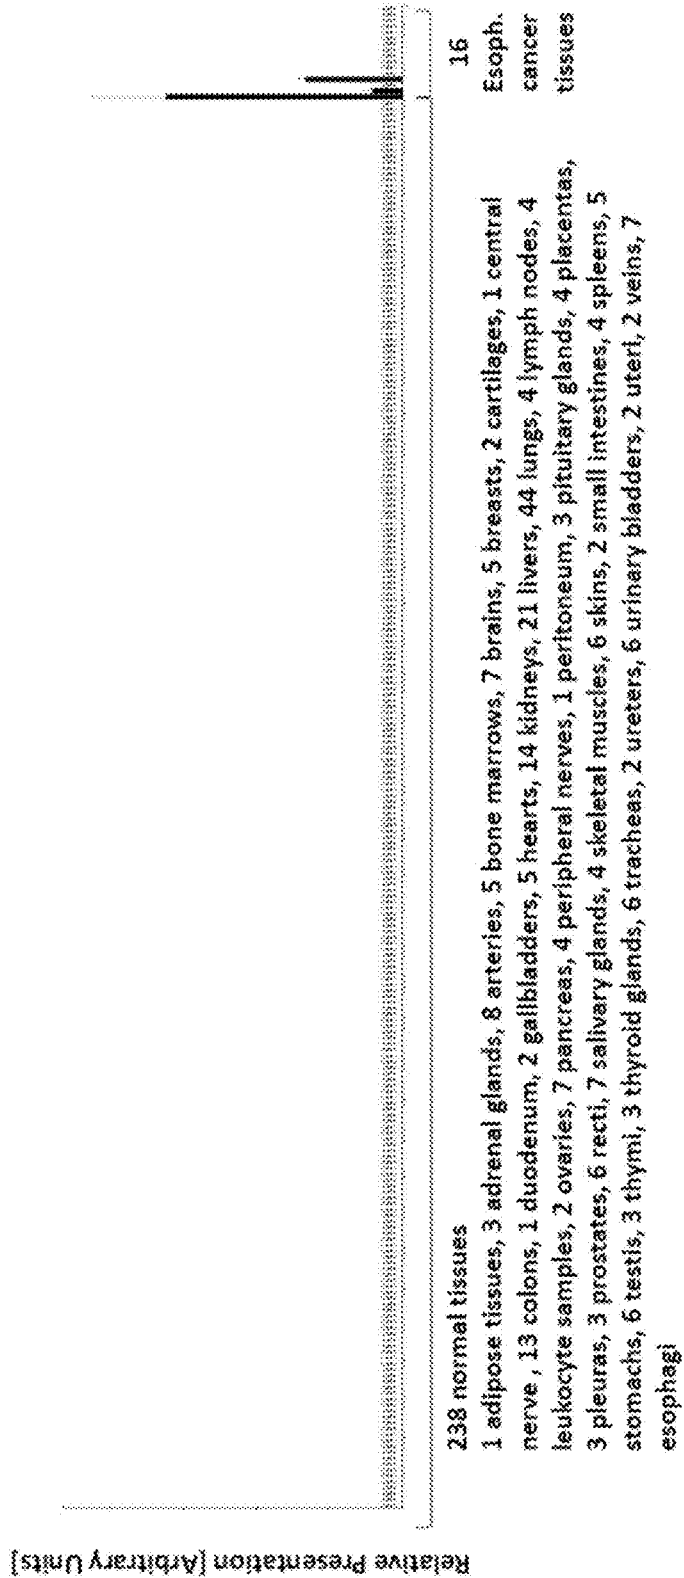 Relative Presentation [Arbitrary Units]
238 normal tissues
1 adipose tissues, 3 adrenal glands, 8 arteries, 5 bone marrows, 7 brains, 5 breasts, 2 cartilages, 1 central
nerve , 13 colons, 1 duodenum, 2 gallbladders, 5 hearts, 14 kidneys, 21 livers, 44 lungs, 4 lymph nodes, 4
leukocyte samples, 2 ovaries, 7 pancreas, 4 peripheral nerves, 1 peritoneum, 3 pituitary glands, 4 placentas,
3 pleuras, 3 prostates, 6 recti, 7 salivary glands, 4 skeletal muscles, 6 skins, 2 small intestines, 4 spleens, 5
stomachs, 6 testis, 3 thymi, 3 thyroid glands, 6 tracheas, 2 ureters, 6 urinary bladders, 2 uteri, 2 veins, 7
esophagi
16
Esoph.
cancer
tissues